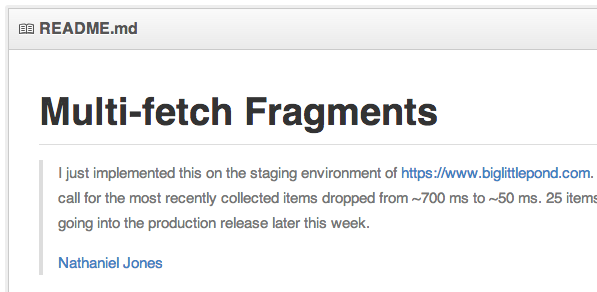 README.md
Multi-fetch Fragments
I just implemented this on the staging environment of https://www.biglittlepond.com.
call for the most recently collected items dropped from ~700 ms to ~50 ms. 25 items
going into the production release later this week.
Nathaniel Jones